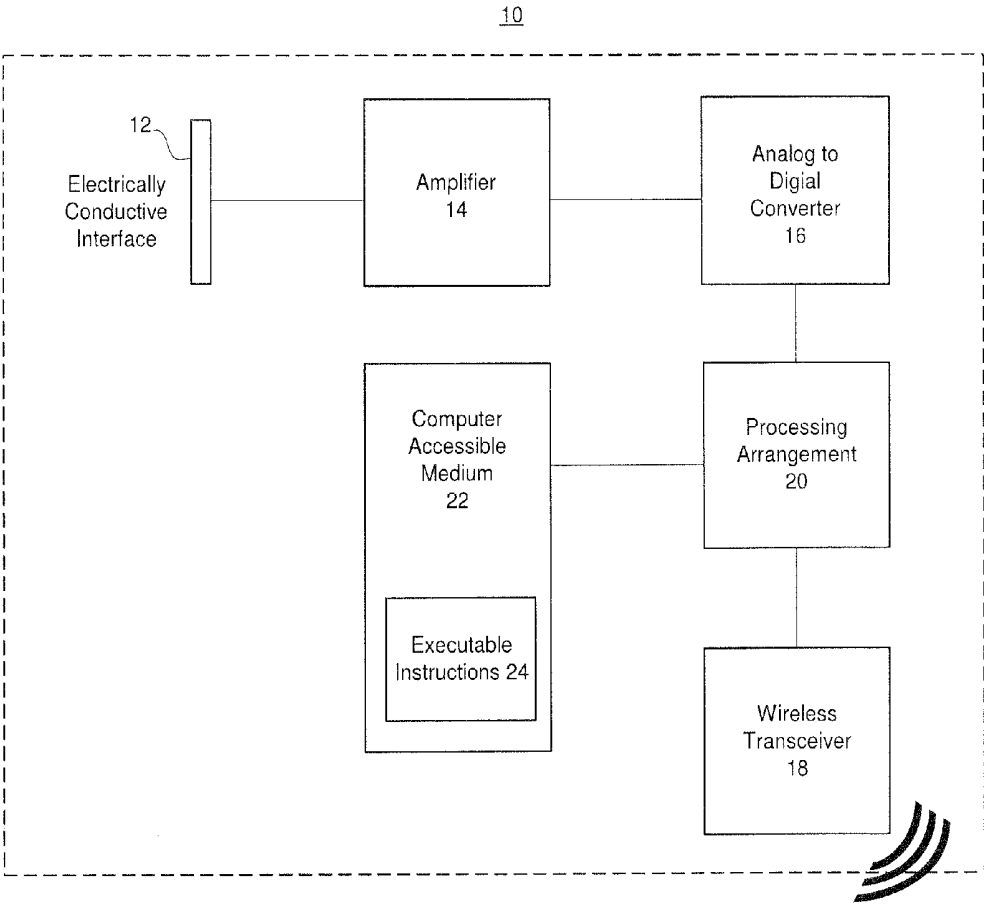 10
12
Electrically
Conductive
Interface
Amplifier
14
Analog to
Digial
Converter
16
Computer
Accessible
Medium
22
Processing
Arrangement
20
Executable
Instructions 24
Wireless
Transceiver
18